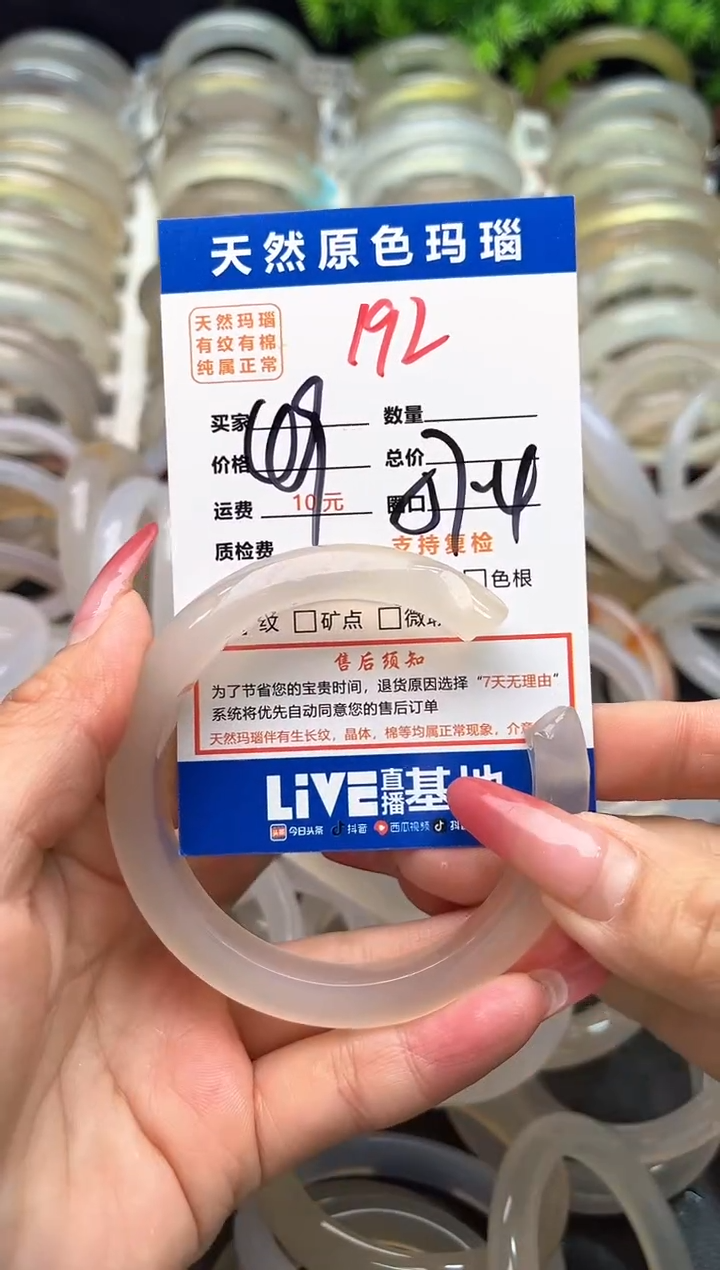 天然原色玛瑙
天然玛瑙
有纹有棉
纯属正常
192
买家
数量
价格
总价
运费 10元
圈口
质检费
支持复检
色根
纹 矿点
售后须知
为了节省您的宝贵时间，退货原因选择“7天无理由”
系统将优先自动同意您的售后订单
天然玛瑙伴有生长纹，晶体，棉等均属正常现象，介意
LiVE直播基地
今日头条 抖音 西瓜视频 抖